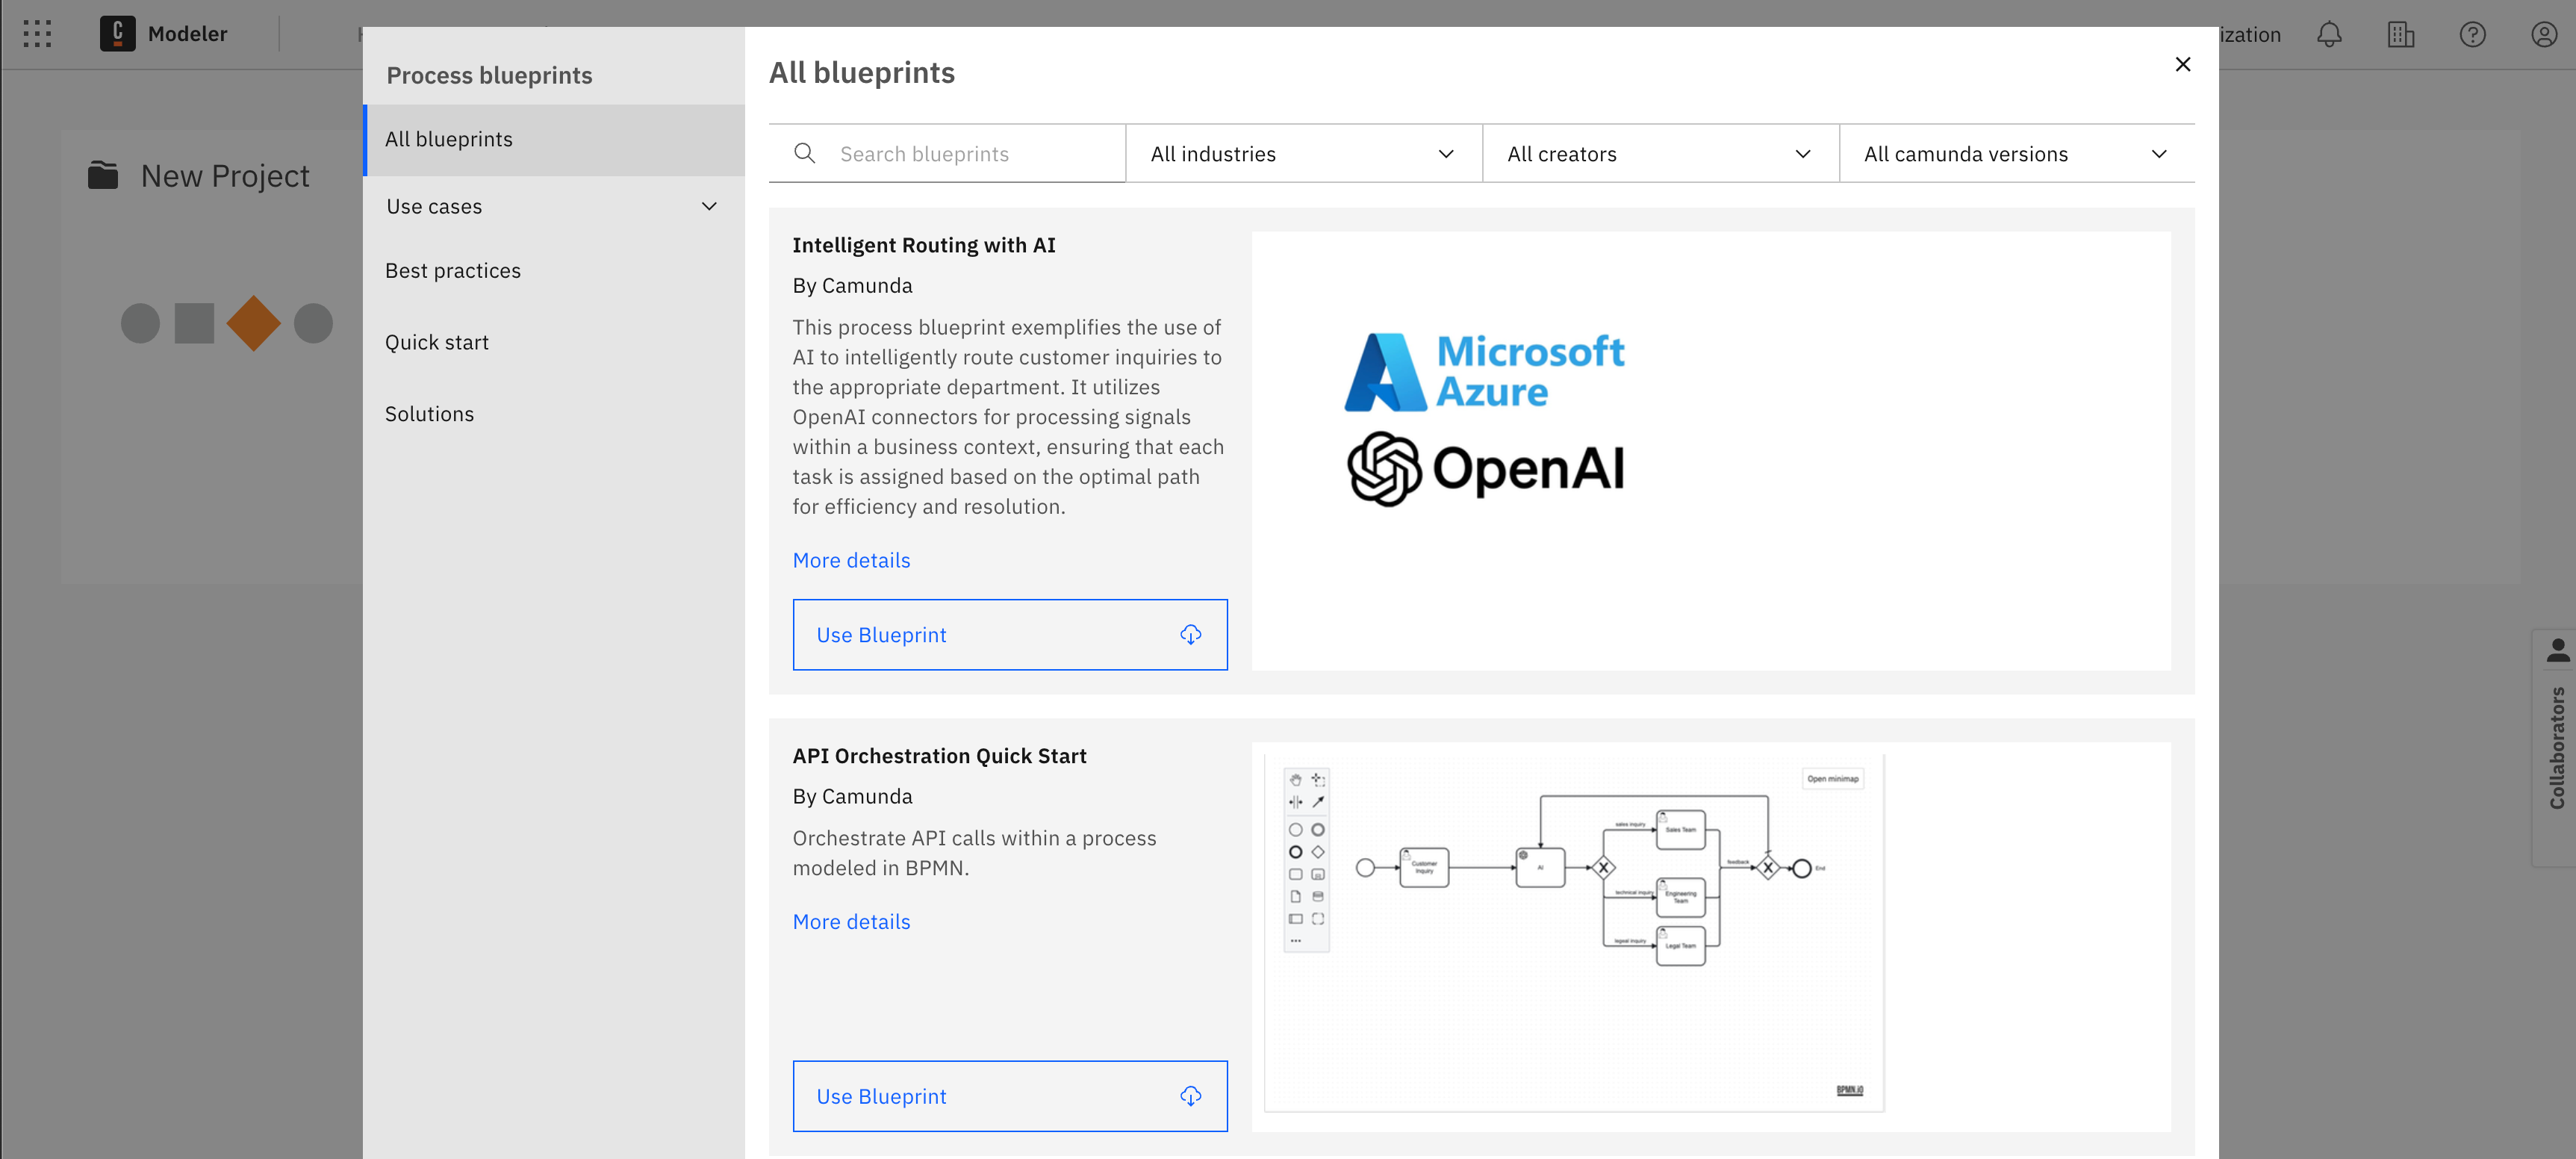 Modeler
ization
New Project
Collaborators
Process blueprints
All blueprints
Use cases
Best practices
Quick start
Solutions
All blueprints
Search blueprints
All industries
All creators
All camunda versions
Intelligent Routing with AI
By Camunda
This process blueprint exemplifies the use of
AI to intelligently route customer inquiries to
the appropriate department. It utilizes
OpenAI connectors for processing signals
within a business context, ensuring that each
task is assigned based on the optimal path
for efficiency and resolution.
More details
Use Blueprint
Microsoft
Azure
OpenAI
API Orchestration Quick Start
By Camunda
Orchestrate API calls within a process
modeled in BPMN.
More details
Use Blueprint
Open minimap
sales inquiry
Sales Team
Customer
Inquiry
AI
feedback
End
technical inquiry
Engineering
Team
Legal Team
BPMN.iO